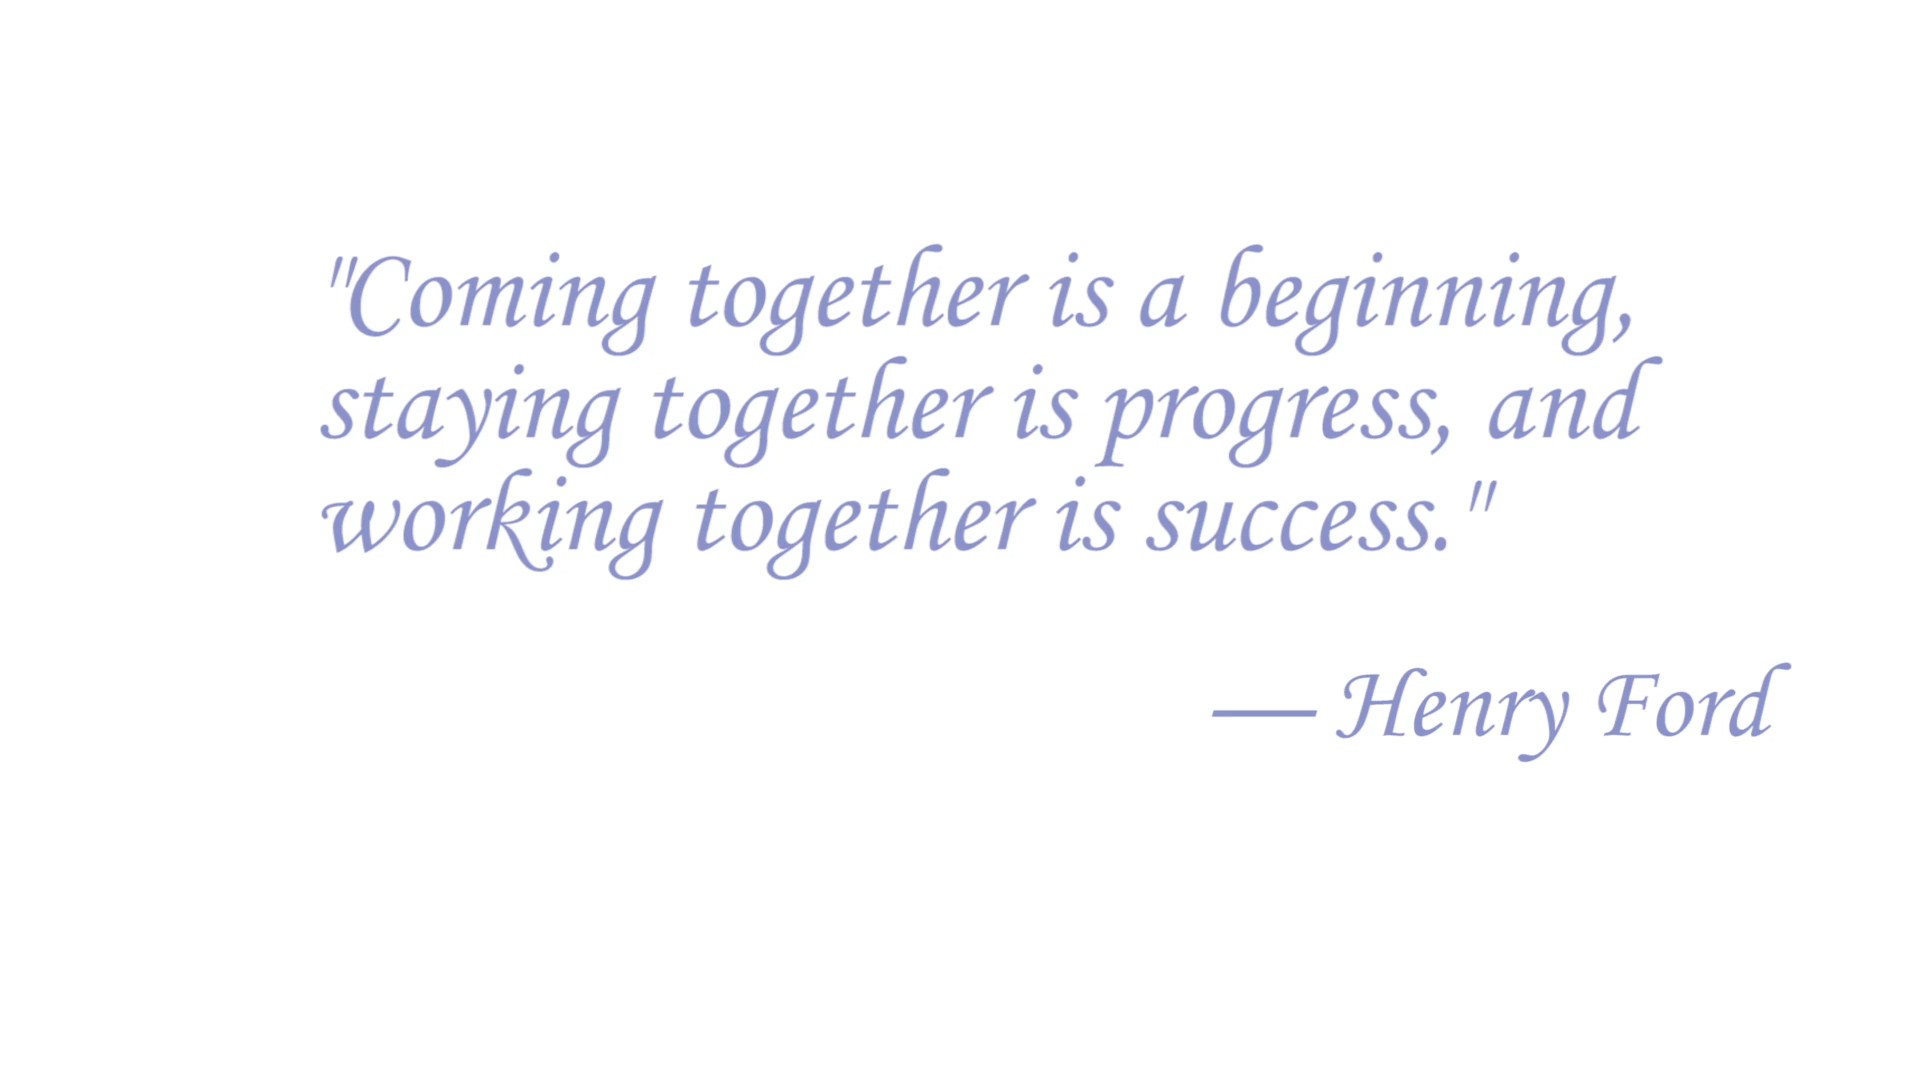 "Coming together is a beginning,
staying together is progress, and
working together is success."
— Henry Ford